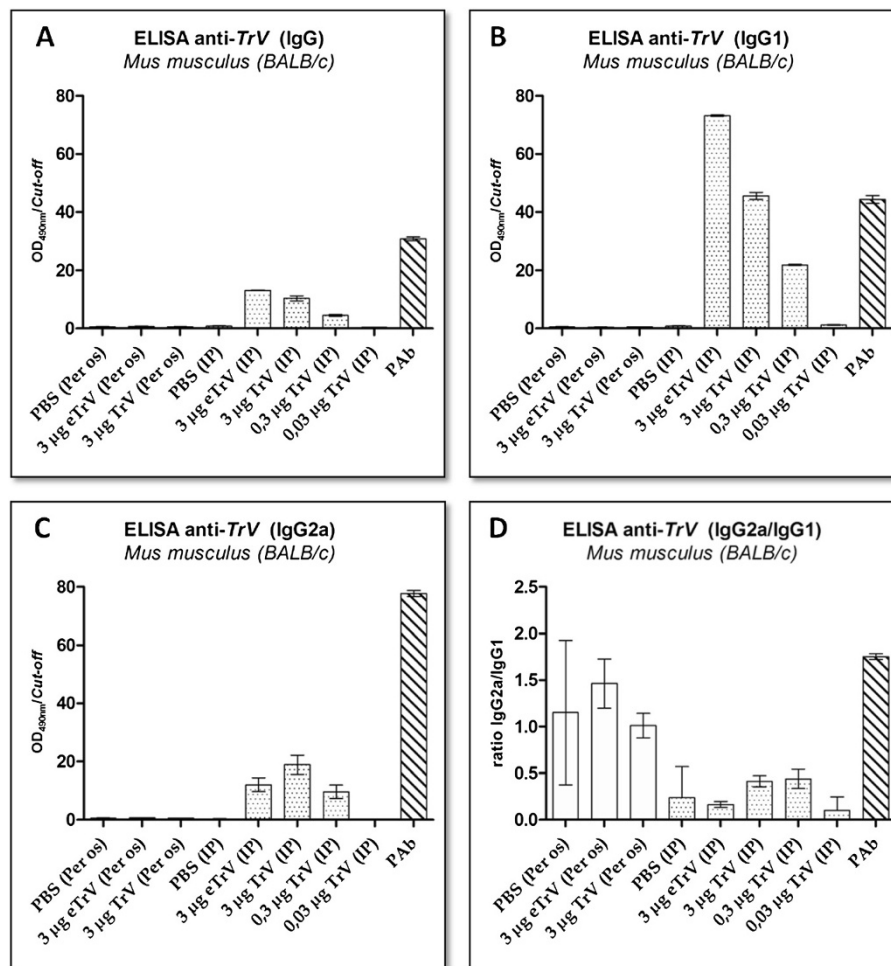 A
ELISA anti-TrV (IgG)
Mus musculus (BALB/c)
OD490nm/Cut-off
80
60
40
20
0
PBS (Per os)
3 µg eTrV (Per os)
3 µg TrV (Per os)
PBS (IP)
3 µg eTrV (IP)
3 µg TrV (IP)
0,3 µg TrV (IP)
0,03 µg TrV (IP)
PAb
B
ELISA anti-TrV (IgG1)
Mus musculus (BALB/c)
OD490nm/Cut-off
80
60
40
20
0
PBS (Per os)
3 µg eTrV (Per os)
3 µg TrV (Per os)
PBS (IP)
3 µg eTrV (IP)
3 µg TrV (IP)
0,3 µg TrV (IP)
0,03 µg TrV (IP)
PAb
C
ELISA anti-TrV (IgG2a)
Mus musculus (BALB/c)
OD490nm/Cut-off
80
60
40
20
0
PBS (Per os)
3 µg eTrV (Per os)
3 µg TrV (Per os)
PBS (IP)
3 µg eTrV (IP)
3 µg TrV (IP)
0,3 µg TrV (IP)
0,03 µg TrV (IP)
PAb
D
ELISA anti-TrV (IgG2a/IgG1)
Mus musculus (BALB/c)
ratio IgG2a/IgG1
2.5
2.0
1.5
1.0
0.5
0.0
PBS (Per os)
3 µg eTrV (Per os)
3 µg TrV (Per os)
PBS (IP)
3 µg eTrV (IP)
3 µg TrV (IP)
0,3 µg TrV (IP)
0,03 µg TrV (IP)
PAb